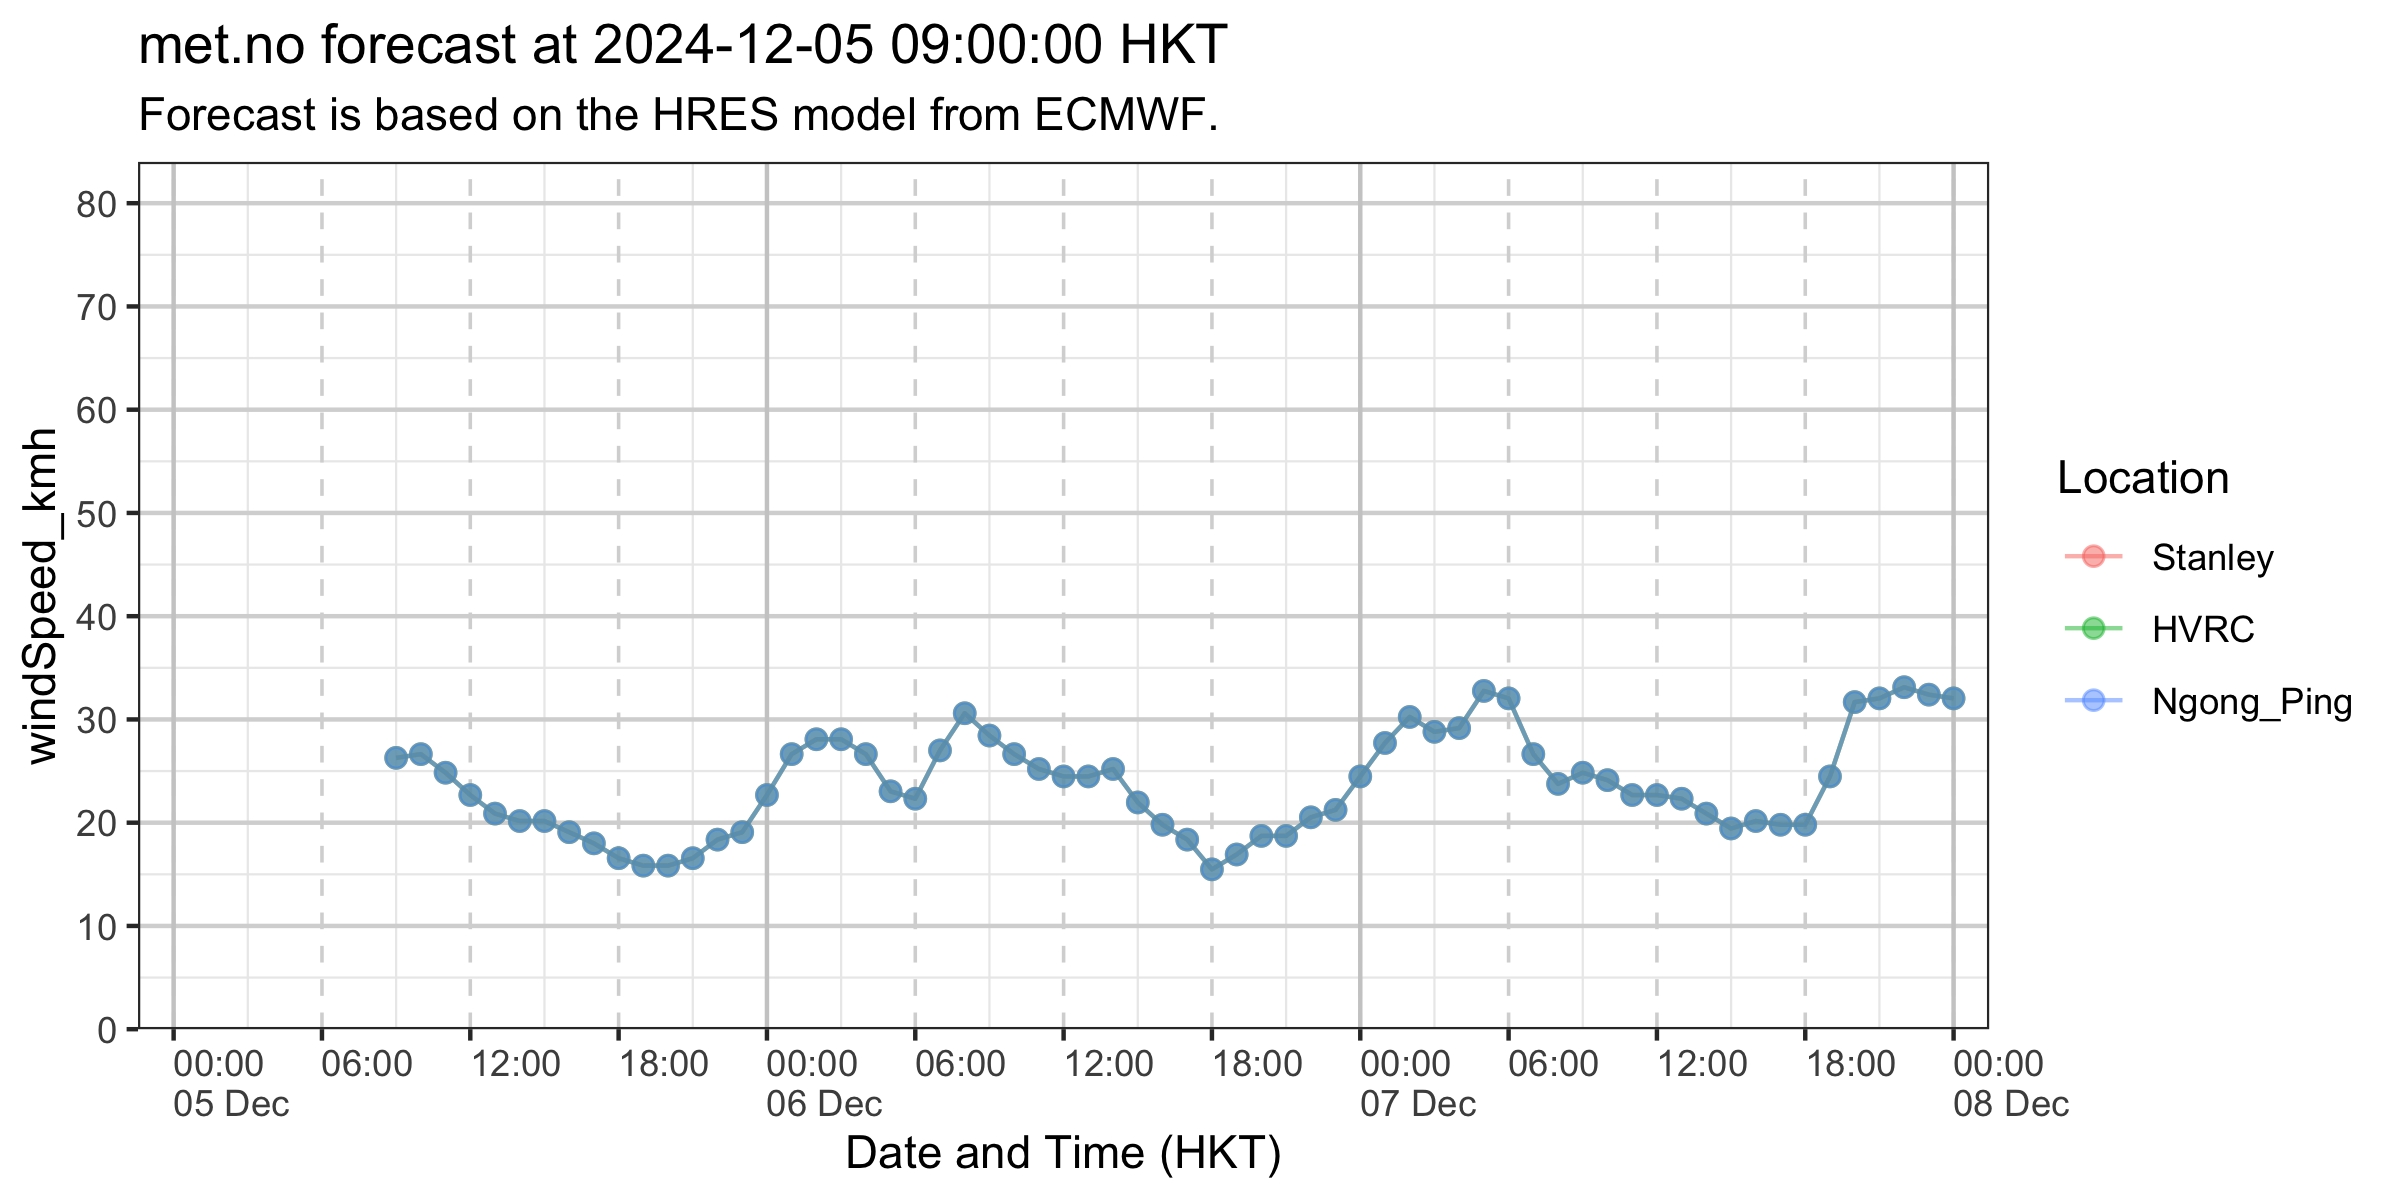 met.no forecast at 2024-12-05 09:00:00 HKT
Forecast is based on the HRES model from ECMWF.
windSpeed_kmh
80
70
60
50
40
30
20
10
0
00:00 06:00 12:00 18:00 00:00 06:00 12:00 18:00 00:00 06:00 12:00 18:00 00:00
05 Dec 06 Dec 07 Dec 08 Dec
Date and Time (HKT)
Location
Stanley
HVRC
Ngong_Ping